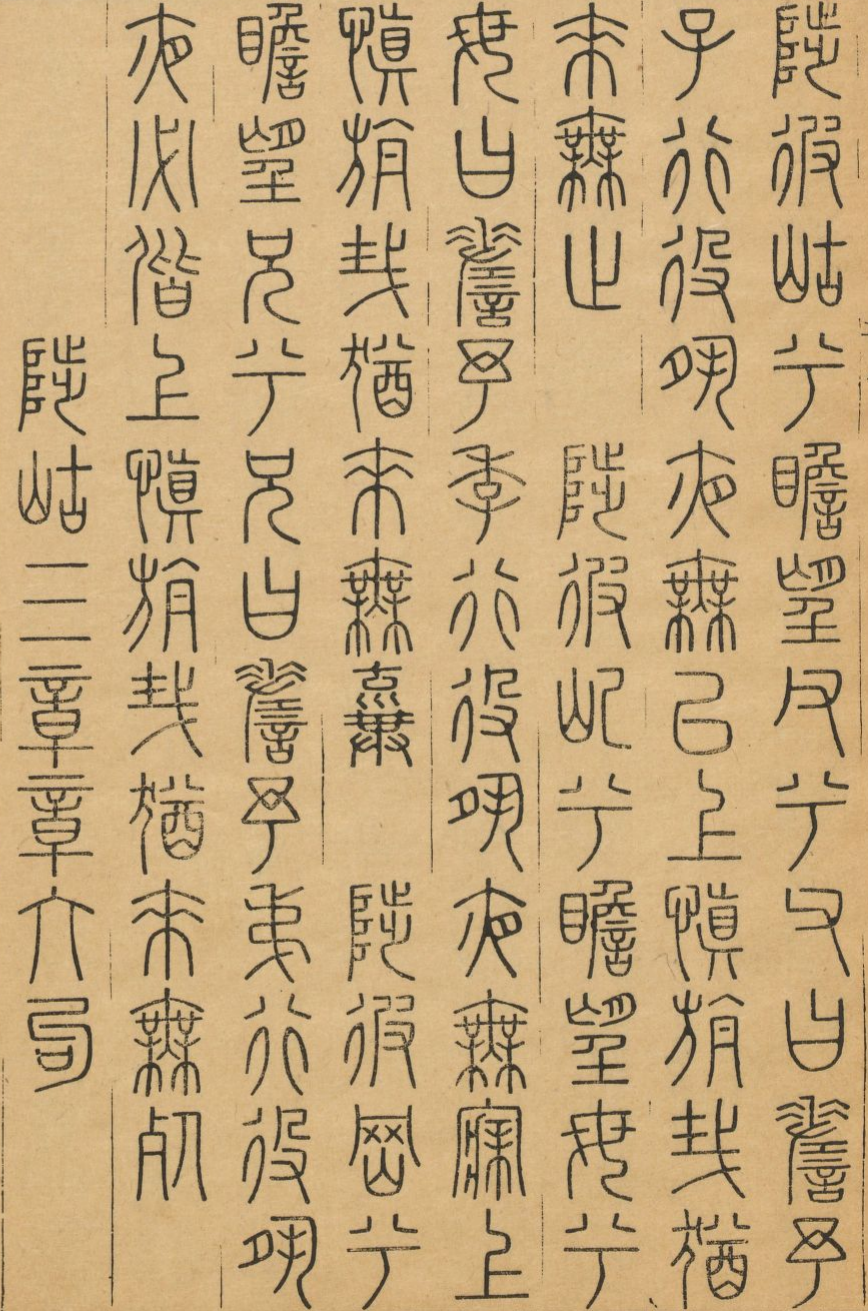 陟彼岵兮瞻望父兮父曰嗟予
子行役夙夜無已上慎旃哉猶
來無止 陟彼屺兮瞻望母兮
母曰嗟予季行役夙夜無寐上
慎旃哉猶來無棄 陟彼岡兮
瞻望兄兮兄曰嗟予弟行役夙
夜必偕上慎旃哉猶來無死
陟岵三章章六句